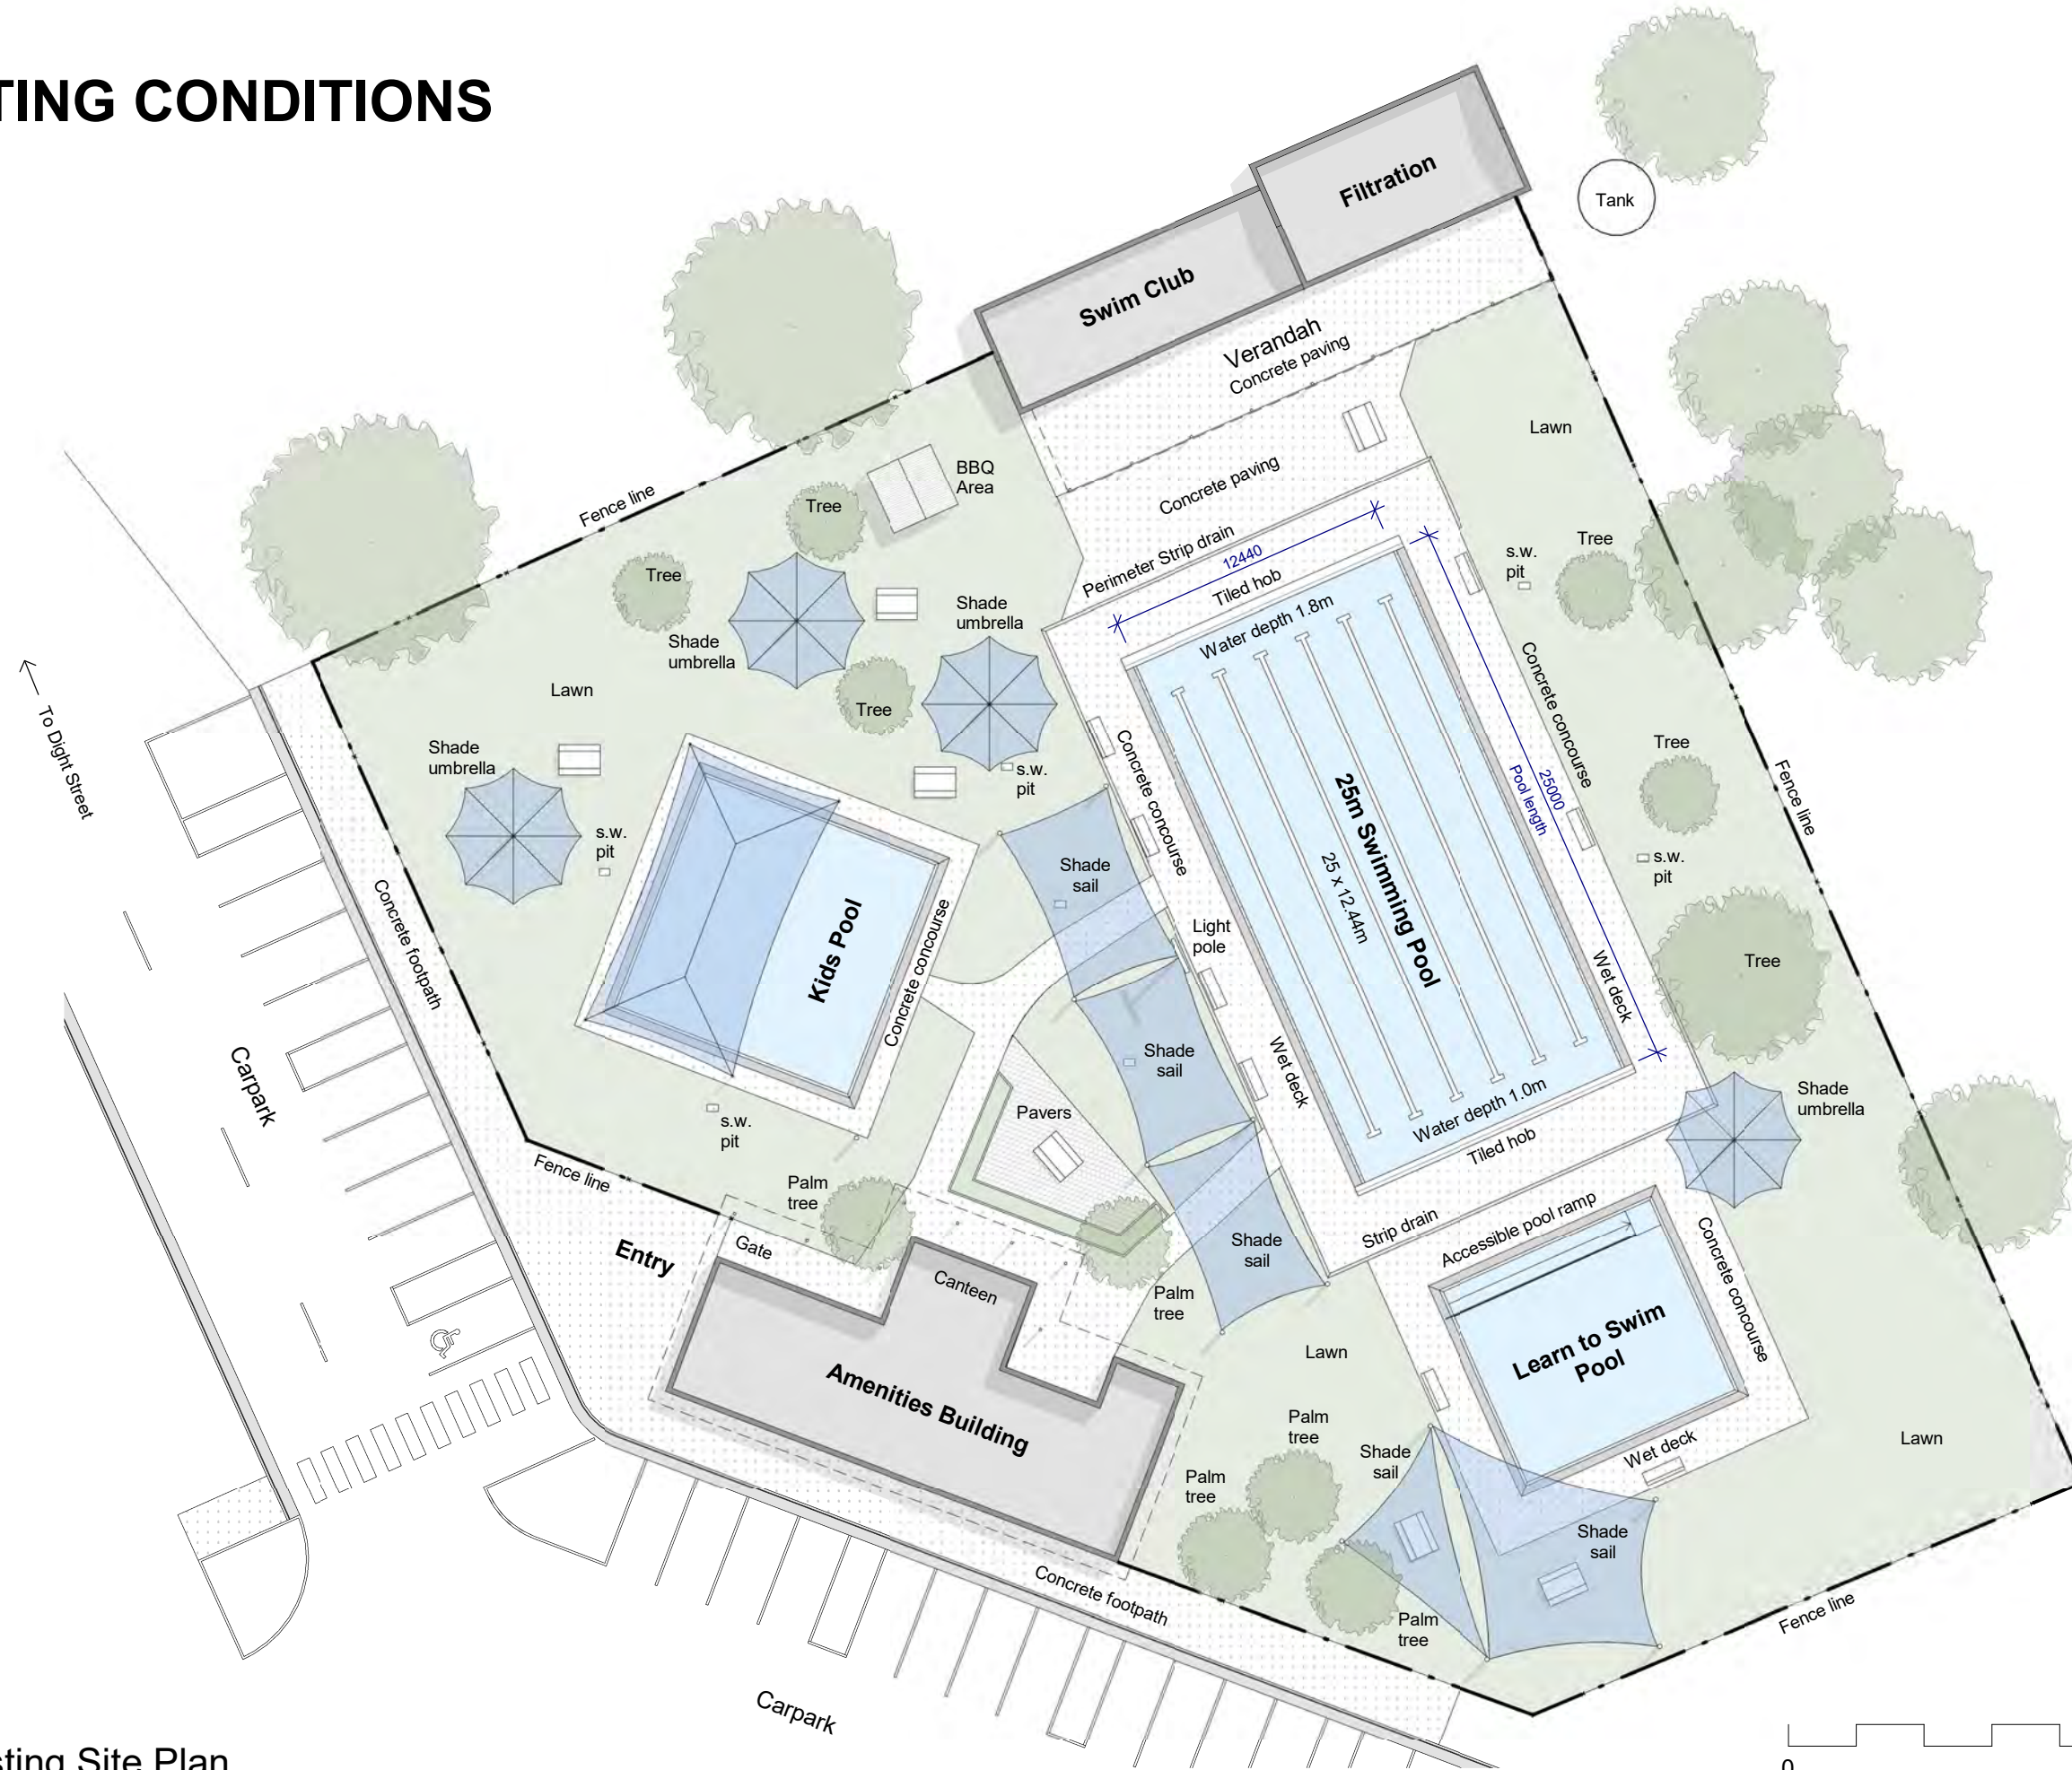 TING CONDITIONS
Filtration
Tank
Swim Club
Verandah
Concrete paving
Lawn
BBQ
Area
Fence line
Concrete paving
Tree
Perimeter Strip drain
12440
Tiled hob
s.w.
pit
Tree
Tree
Shade
umbrella
Shade
umbrella
Water depth 1.8m
Lawn
Tree
To Dight Street
Shade
umbrella
Concrete concourse
Tree
s.w.
pit
Concrete concourse
25000
Pool length
Fence line
25m Swimming Pool
25 x 12.44m
s.w.
pit
Shade
sail
s.w.
pit
Concrete footpath
Kids Pool
Concrete concourse
Light
pole
Tree
Wet deck
Carpark
Shade
sail
Wet deck
Pavers
Water depth 1.0m
Tiled hob
Shade
umbrella
s.w.
pit
Fence line
Palm
tree
Entry
Gate
Canteen
Palm
tree
Shade
sail
Strip drain
Accessible pool ramp
Concrete concourse
Learn to Swim
Pool
Lawn
Amenities Building
Palm
tree
Shade
sail
Wet deck
Lawn
Palm
tree
Shade
sail
Concrete footpath
Palm
tree
Fence line
Carpark
sting Site Plan
0